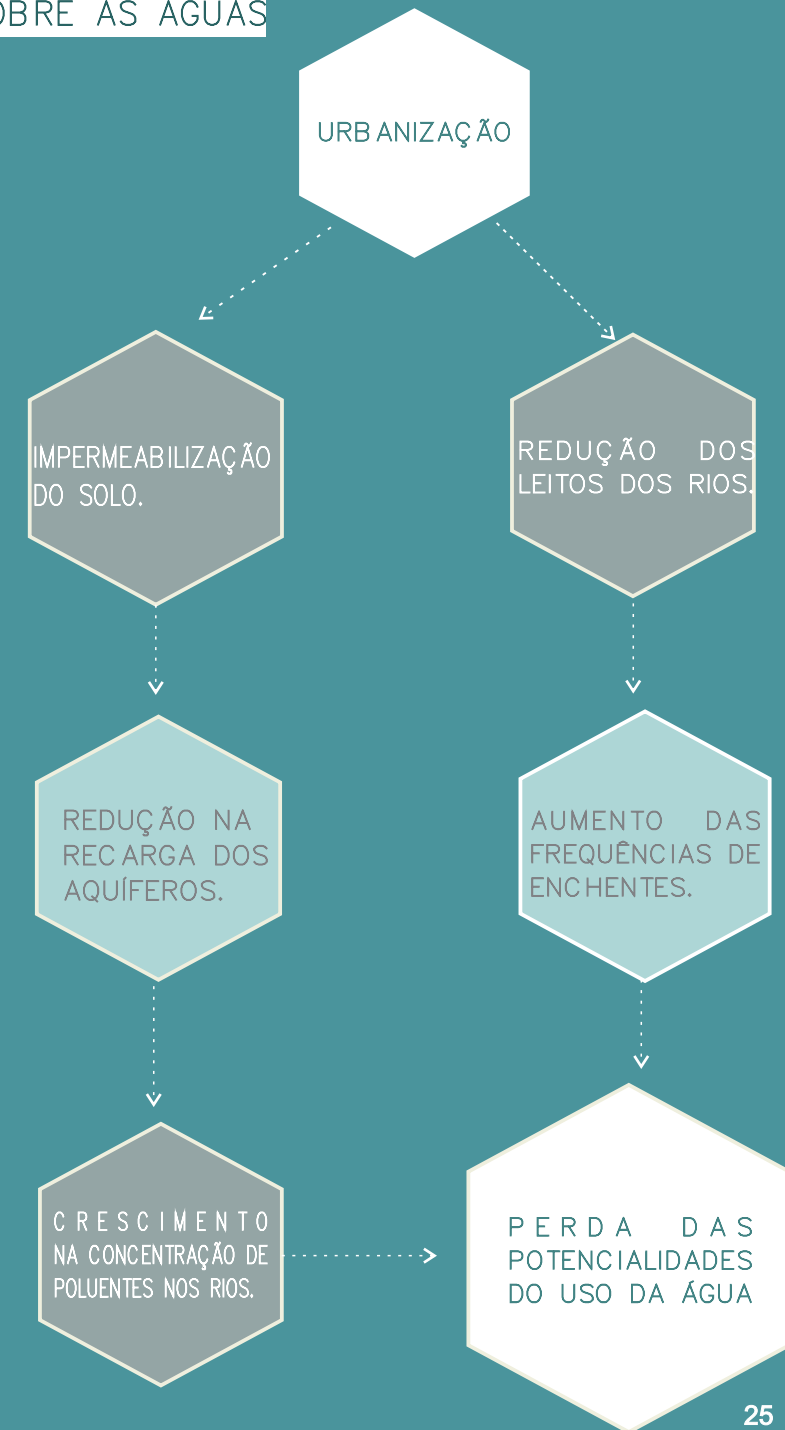 OBRE AS ÁGUAS
URBANIZAÇÃO
IMPERMEABILIZAÇÃO
DO SOLO.
REDUÇÃO DOS
LEITOS DOS RIOS.
REDUÇÃO NA
RECARGA DOS
AQUÍFEROS.
AUMENTO DAS
FREQUÊNCIAS DE
ENCHENTES.
CRESCIMENTO
NA CONCENTRAÇÃO DE
POLUENTES NOS RIOS.
PERDA DAS
POTENCIALIDADES
DO USO DA ÁGUA
25